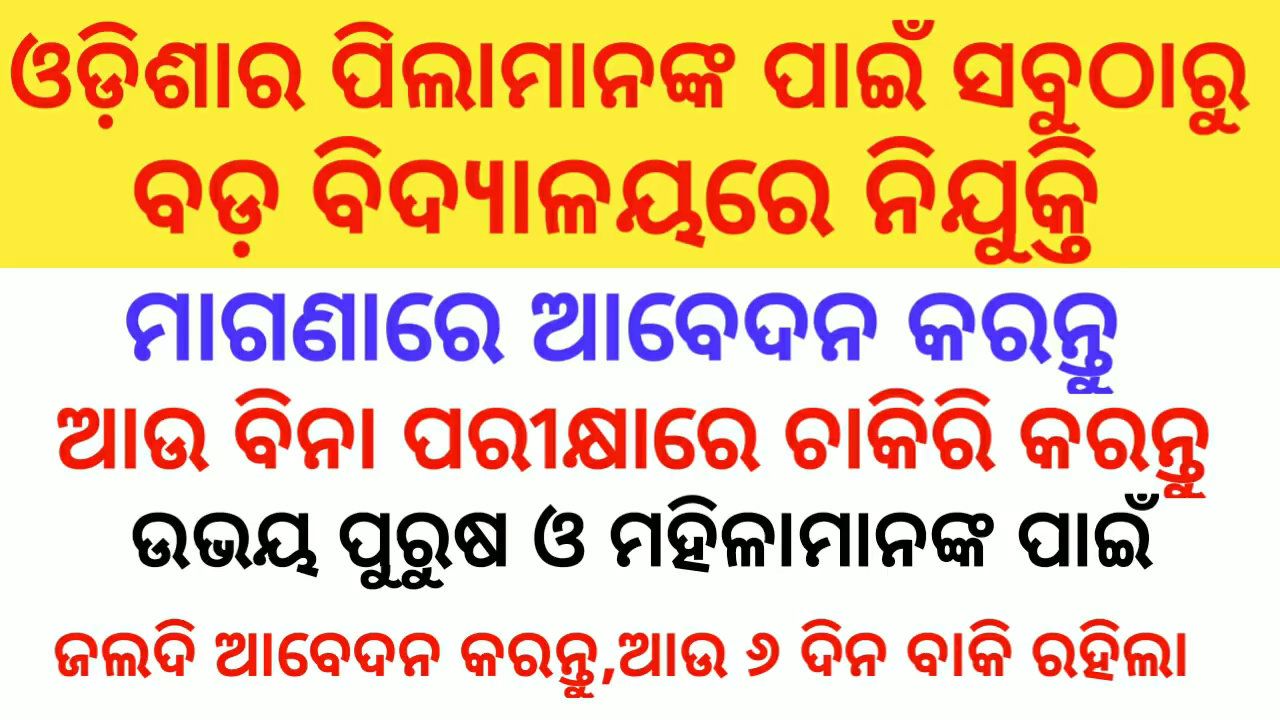 ଓଡ଼ିଶାର ପିଲାମାନଙ୍କ ପାଇଁ ସବୁଠାରୁ
ବଡ଼ ବିଦ୍ୟାଳୟରେ ନିଯୁକ୍ତି
ମାଗଣାରେ ଆବେଦନ କରନ୍ତୁ
ଆଉ ବିନା ପରୀକ୍ଷାରେ ଚାକିରି କରନ୍ତୁ
ଉଭୟ ପୁରୁଷ ଓ ମହିଳାମାନଙ୍କ ପାଇଁ
ଜଲଦି ଆବେଦନ କରନ୍ତୁ,ଆଉ ୬ ଦିନ ବାକି ରହିଲା